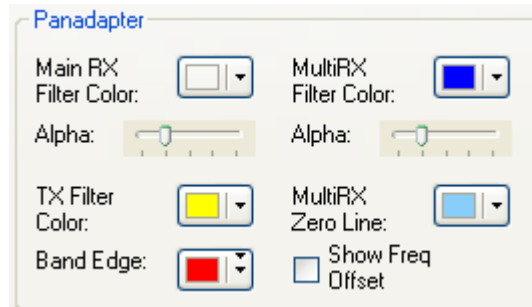 Panadapter
Main RX
Filter Color:
MultiRX
Filter Color:
Alpha:
Alpha:
TX Filter
Color:
MultiRX
Zero Line:
Band Edge:
Show Freq
Offset